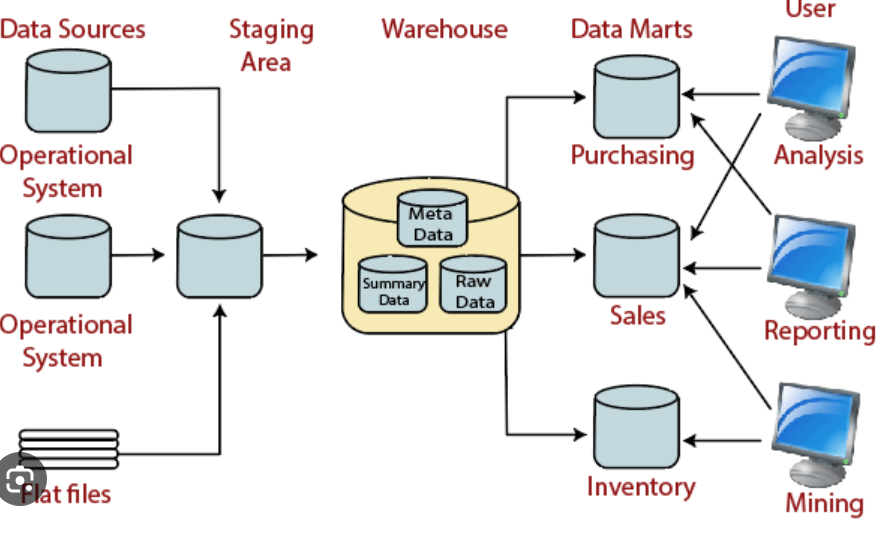 Data Sources
Staging
Area
Warehouse
Data Marts
User
Operational
System
Purchasing
Analysis
Meta
Data
Summary
Data
Raw
Data
Operational
System
Sales
Reporting
Flat files
Inventory
Mining